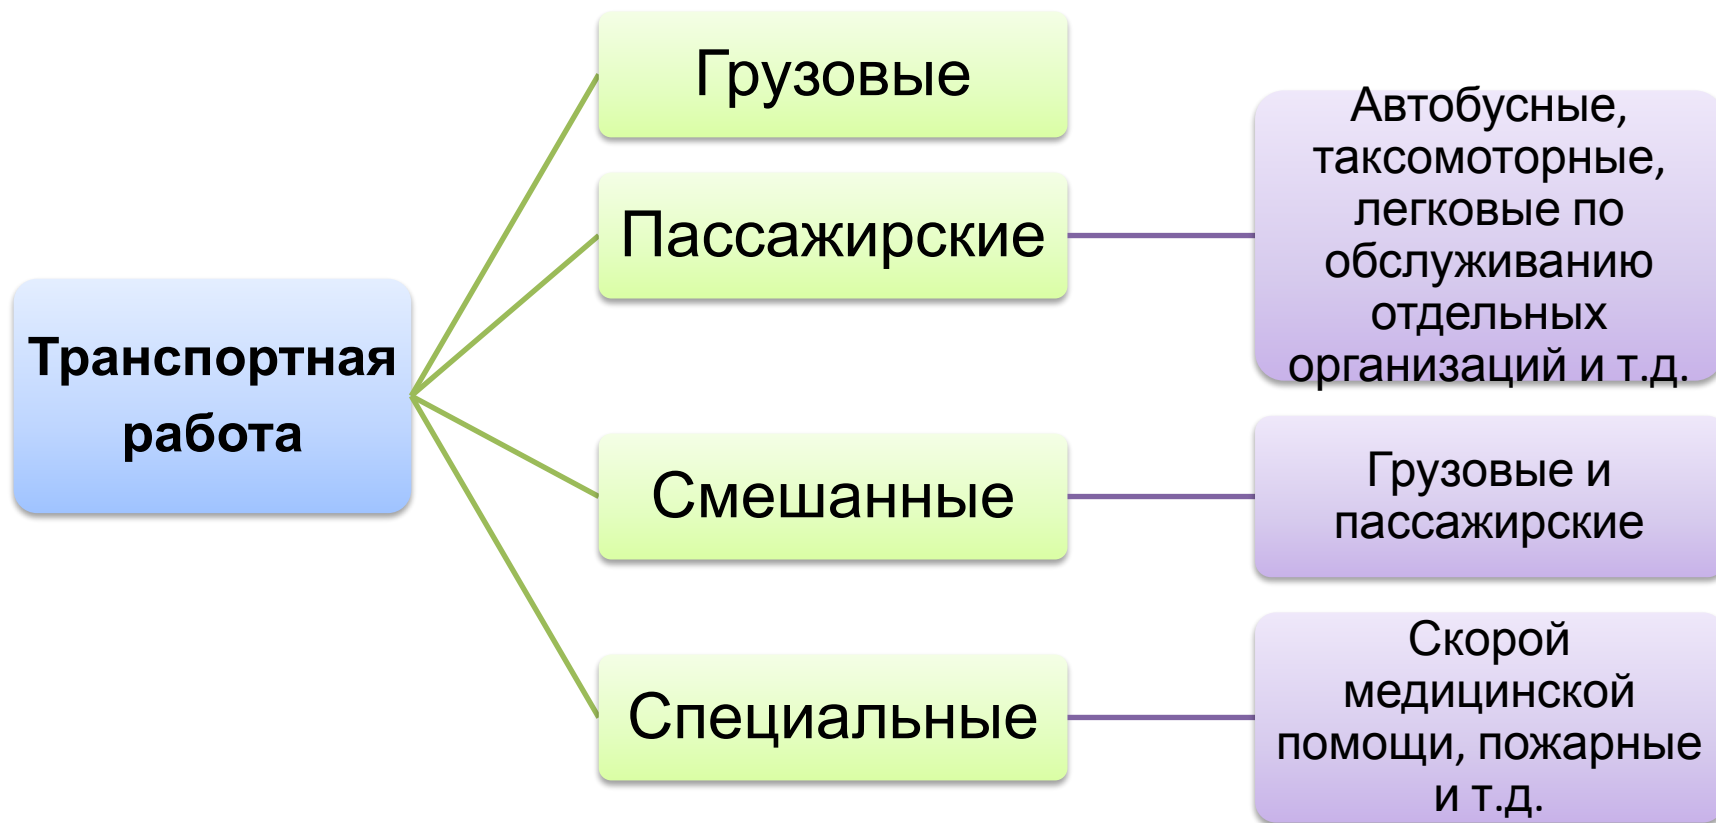 Транспортная
работа
Грузовые
Пассажирские
Автобусные,
таксомоторные,
легковые по
обслуживанию
отдельных
организаций и т.д.
Смешанные
Грузовые и
пассажирские
Специальные
Скорой
медицинской
помощи, пожарные
и т.д.